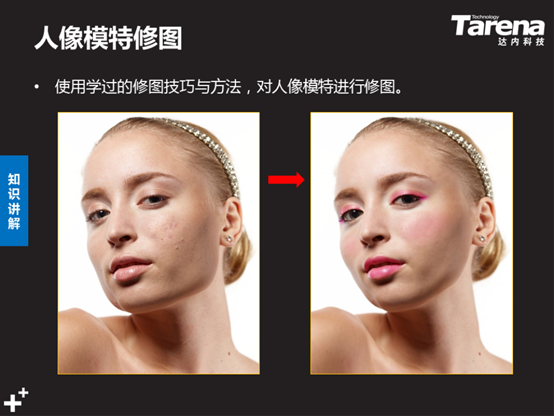 人像模特修图
Technology
Tarena
达内科技
• 使用学过的修图技巧与方法，对人像模特进行修图。
知识讲解